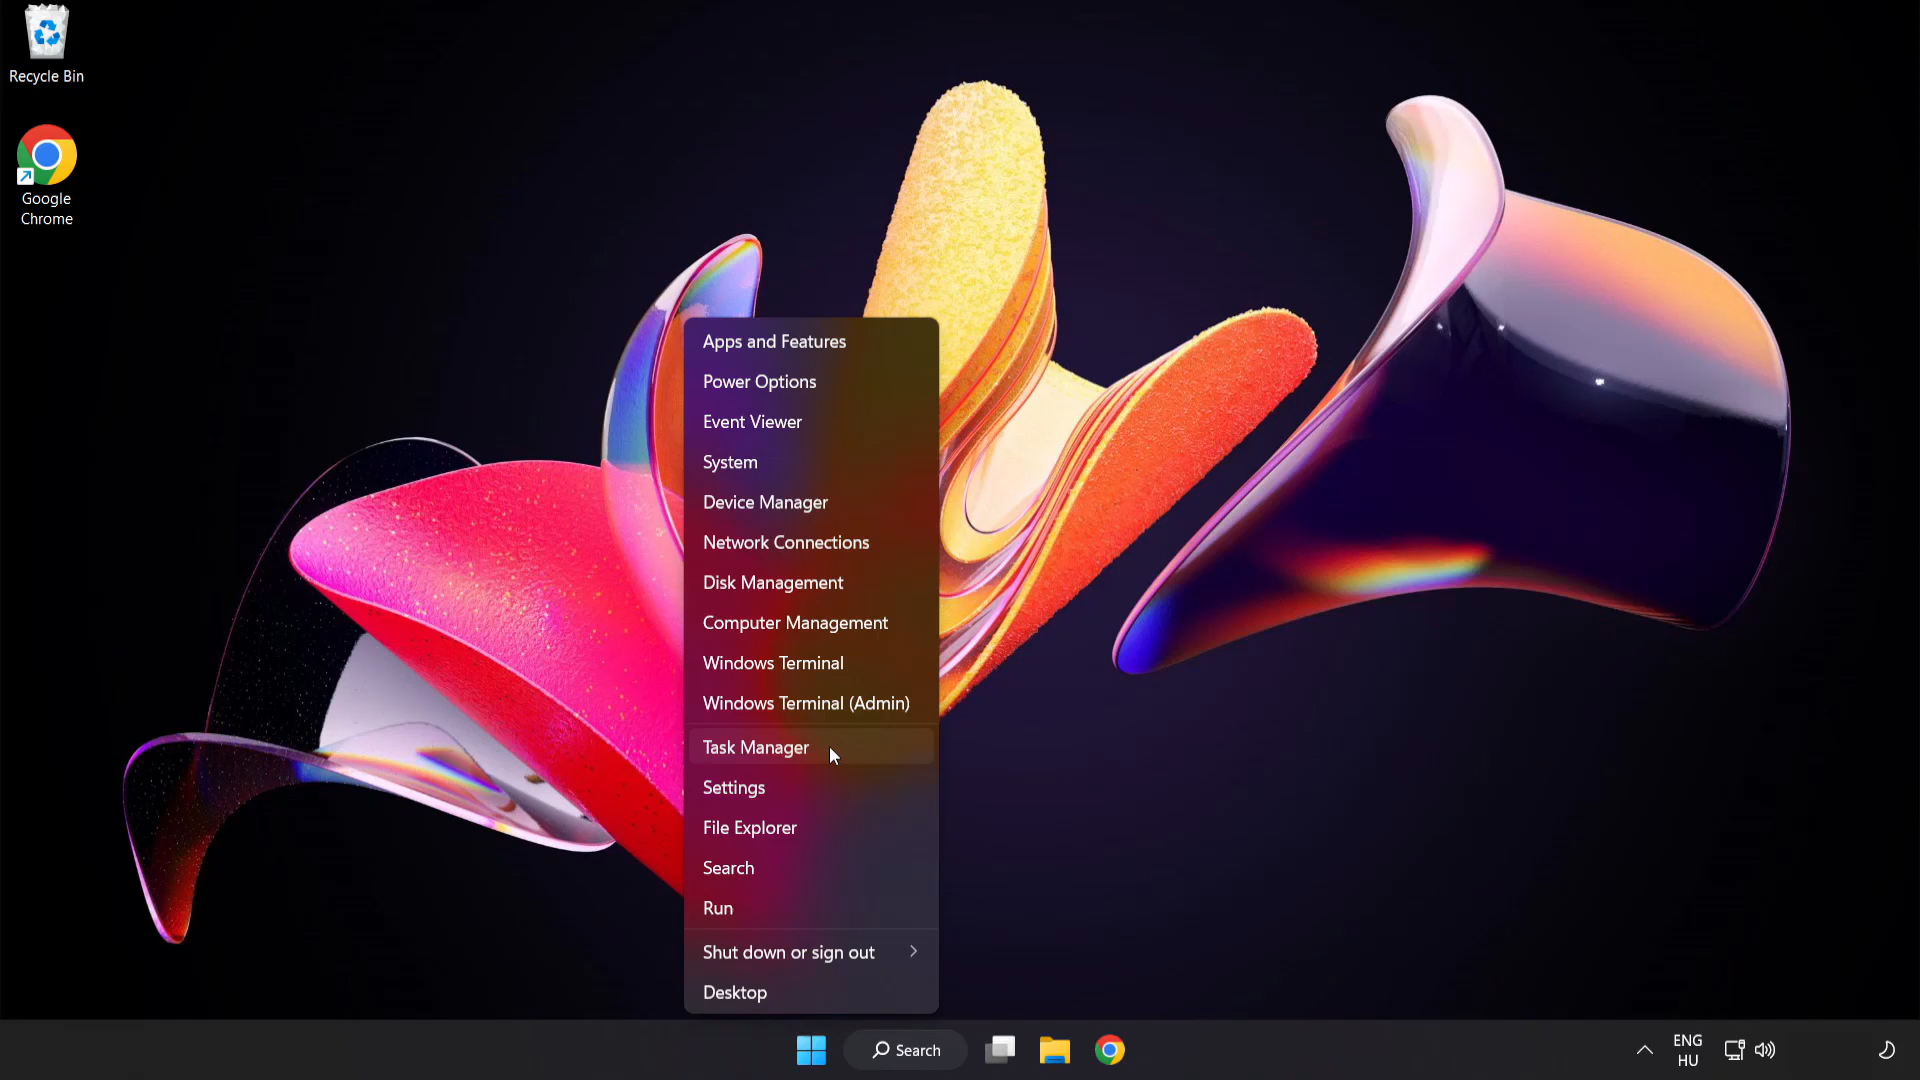 Recycle Bin
Google
Chrome
Apps and Features
Power Options
Event Viewer
System
Device Manager
Network Connections
Disk Management
Computer Management
Windows Terminal
Windows Terminal (Admin)
Task Manager
Settings
File Explorer
Search
Run
Shut down or sign out
Desktop
Search
ENG
HU